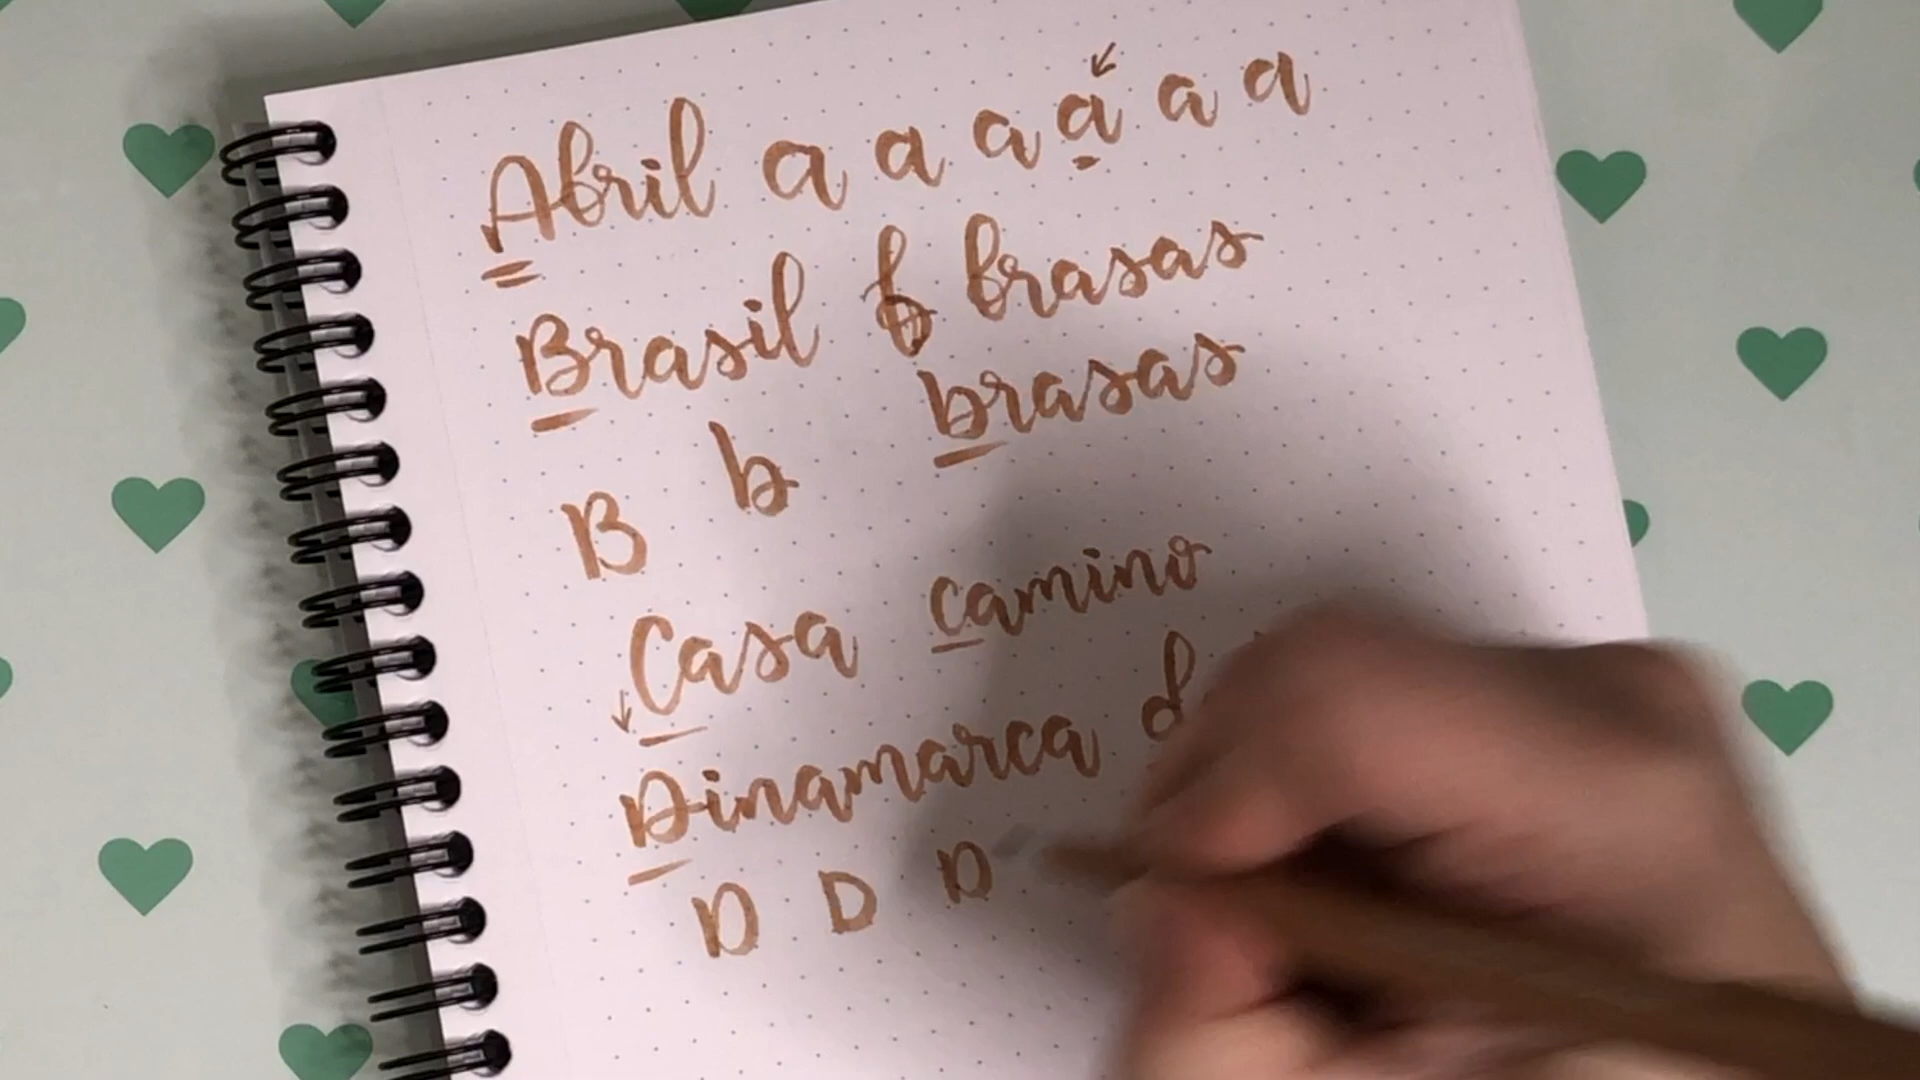 Abril a a a a a a
Brasil b brasas
B b brasas
Casa camino
Dinamarca
D D D